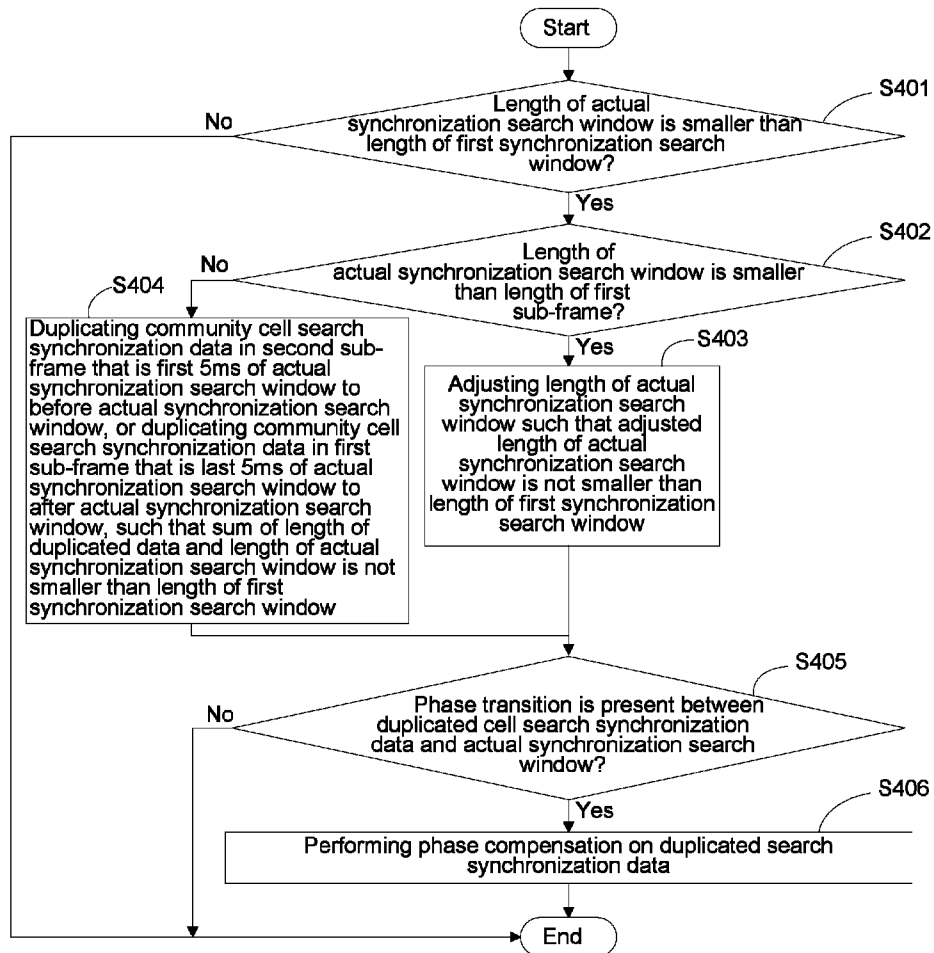 Start
S401
Length of actual
synchronization search window is smaller than
length of first synchronization search
window?
No
Yes
S402
Length of
actual synchronization search window is smaller
than length of first
sub-frame?
No
Yes
S404
Duplicating community cell search
synchronization data in second sub-
frame that is first 5ms of actual
synchronization search window to
before actual synchronization search
window, or duplicating community cell
search synchronization data in first
sub-frame that is last 5ms of actual
synchronization search window to
after actual synchronization search
window, such that sum of length of
duplicated data and length of actual
synchronization search window is not
smaller than length of first
synchronization search window
S403
Adjusting length of actual
synchronization search
window such that adjusted
length of actual
synchronization search
window is not smaller than
length of first synchronization
search window
S405
Phase transition is present between
duplicated cell search synchronization
data and actual synchronization search
window?
No
Yes
S406
Performing phase compensation on duplicated search
synchronization data
End